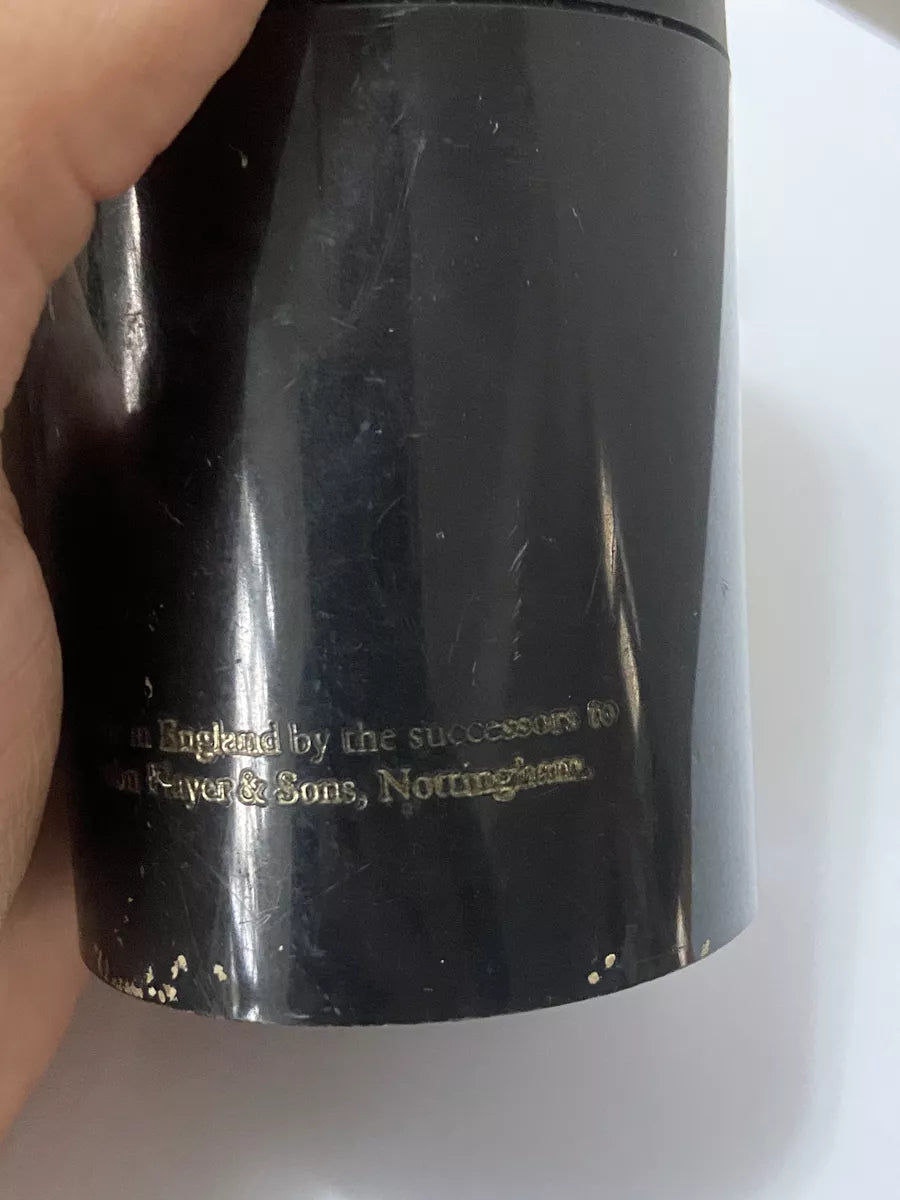 in England by the successors to
Player & Sons, Nottingham.